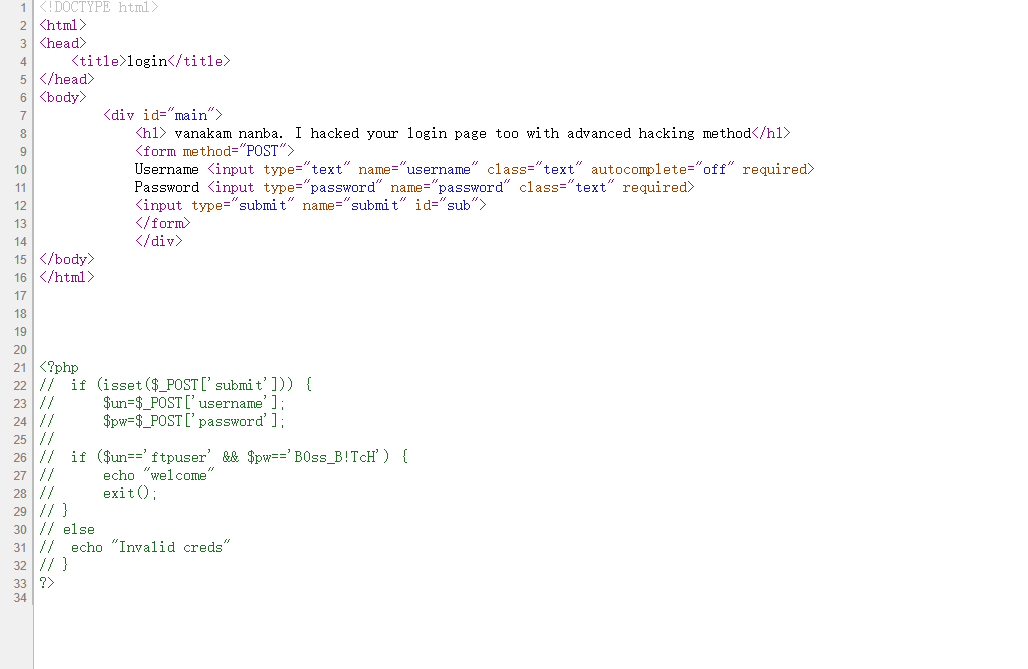 1 <!DOCTYPE html>
2 <html>
3 <head>
4     <title>login</title>
5 </head>
6 <body>
7         <div id="main">
8             <h1> vanakam nanba. I hacked your login page too with advanced hacking method</h1>
9             <form method="POST">
10             Username <input type="text" name="username" class="text" autocomplete="off" required>
11             Password <input type="password" name="password" class="text" required>
12             <input type="submit" name="submit" id="sub">
13             </form>
14             </div>
15 </body>
16 </html>
17
18
19
20
21 <?php
22 //  if (isset($_POST['submit'])) {
23 //      $un=$_POST['username'];
24 //      $pw=$_POST['password'];
25 //
26 //  if ($un=='ftpuser' && $pw=='B0ss_B!TcH') {
27 //      echo "welcome"
28 //      exit();
29 // }
30 // else
31 //  echo "Invalid creds"
32 // }
33 ?>
34